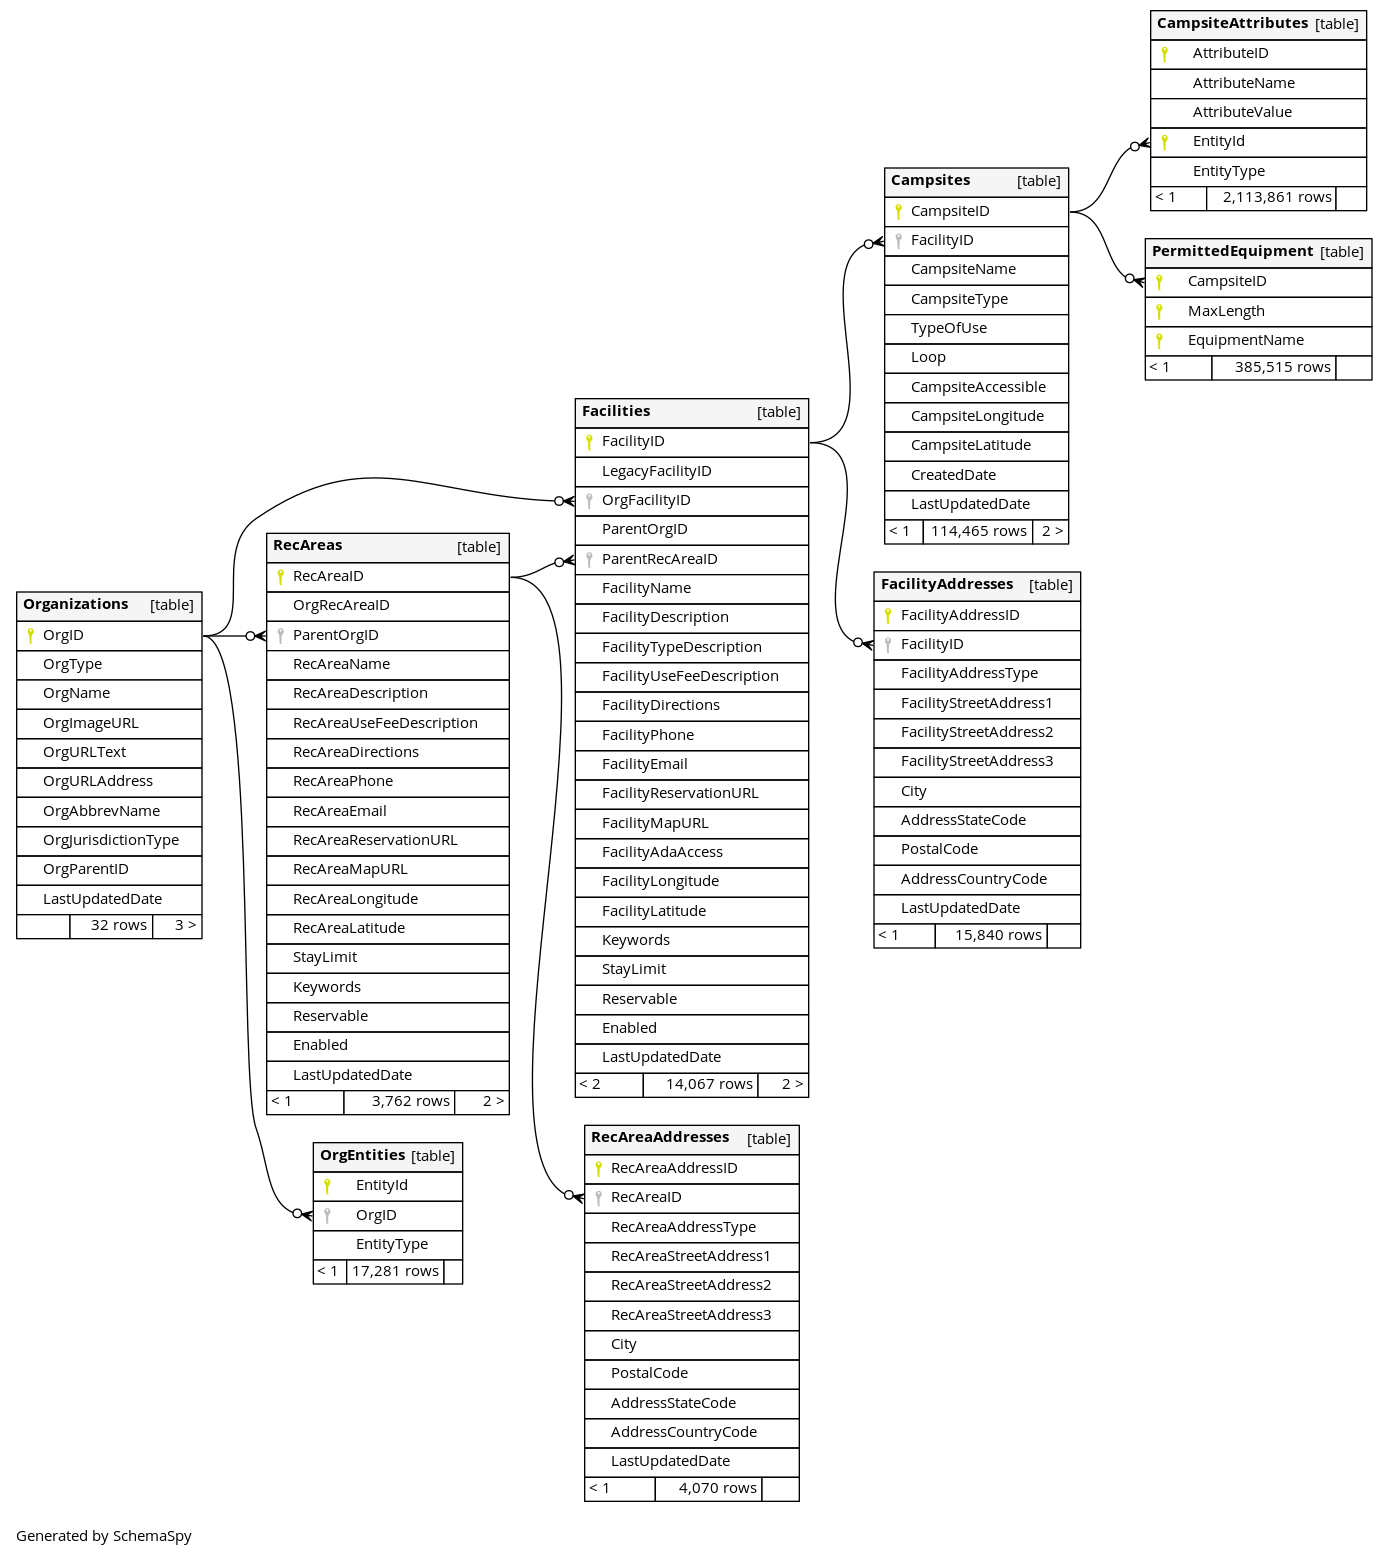 CampsiteAttributes [table]
AttributeID
AttributeName
AttributeValue
EntityId
EntityType
< 1 2,113,861 rows
Campsites [table]
CampsiteID
FacilityID
CampsiteName
CampsiteType
TypeOfUse
Loop
CampsiteAccessible
CampsiteLongitude
CampsiteLatitude
CreatedDate
LastUpdatedDate
< 1 114,465 rows 2 >
PermittedEquipment [table]
CampsiteID
MaxLength
EquipmentName
< 1 385,515 rows
Facilities [table]
FacilityID
LegacyFacilityID
OrgFacilityID
ParentOrgID
ParentRecAreaID
FacilityName
FacilityDescription
FacilityTypeDescription
FacilityUseFeeDescription
FacilityDirections
FacilityPhone
FacilityEmail
FacilityReservationURL
FacilityMapURL
FacilityAdaAccess
FacilityLongitude
FacilityLatitude
Keywords
StayLimit
Reservable
Enabled
LastUpdatedDate
< 2 14,067 rows 2 >
RecAreas [table]
RecAreaID
OrgRecAreaID
ParentOrgID
RecAreaName
RecAreaDescription
RecAreaUseFeeDescription
RecAreaDirections
RecAreaPhone
RecAreaEmail
RecAreaReservationURL
RecAreaMapURL
RecAreaLongitude
RecAreaLatitude
StayLimit
Keywords
Reservable
Enabled
LastUpdatedDate
< 1 3,762 rows 2 >
Organizations [table]
OrgID
OrgType
OrgName
OrgImageURL
OrgURLText
OrgURLAddress
OrgAbbrevName
OrgJurisdictionType
OrgParentID
LastUpdatedDate
32 rows 3 >
FacilityAddresses [table]
FacilityAddressID
FacilityID
FacilityAddressType
FacilityStreetAddress1
FacilityStreetAddress2
FacilityStreetAddress3
City
AddressStateCode
PostalCode
AddressCountryCode
LastUpdatedDate
< 1 15,840 rows
OrgEntities [table]
EntityId
OrgID
EntityType
< 1 17,281 rows
RecAreaAddresses [table]
RecAreaAddressID
RecAreaID
RecAreaAddressType
RecAreaStreetAddress1
RecAreaStreetAddress2
RecAreaStreetAddress3
City
PostalCode
AddressStateCode
AddressCountryCode
LastUpdatedDate
< 1 4,070 rows
Generated by SchemaSpy